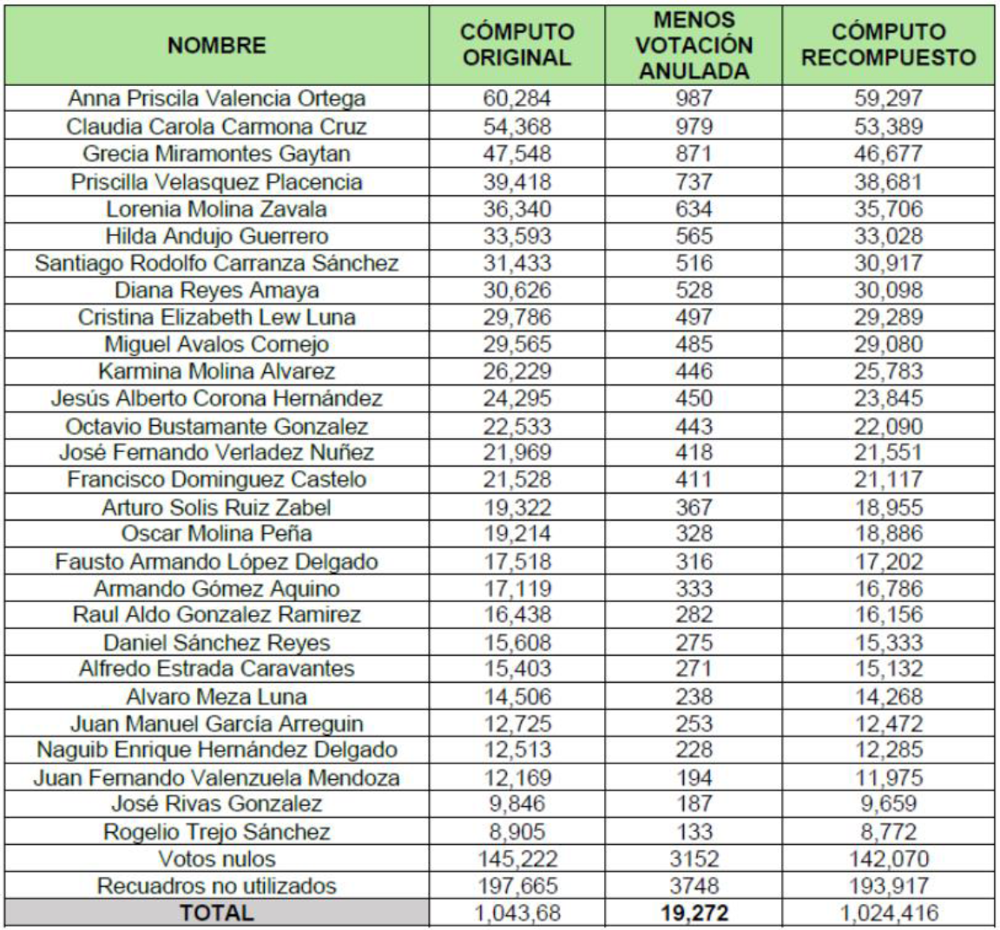 NOMBRE CÓMPUTO ORIGINAL MENOS VOTACIÓN ANULADA CÓMPUTO RECOMPUESTO
Anna Priscila Valencia Ortega 60,284 987 59,297
Claudia Carola Carmona Cruz 54,368 979 53,389
Grecia Miramontes Gaytan 47,548 871 46,677
Priscilla Velasquez Placencia 39,418 737 38,681
Lorenia Molina Zavala 36,340 634 35,706
Hilda Andujo Guerrero 33,593 565 33,028
Santiago Rodolfo Carranza Sánchez 31,433 516 30,917
Diana Reyes Amaya 30,626 528 30,098
Cristina Elizabeth Lew Luna 29,786 497 29,289
Miguel Avalos Cornejo 29,565 485 29,080
Karmina Molina Alvarez 26,229 446 25,783
Jesús Alberto Corona Hernández 24,295 450 23,845
Octavio Bustamante Gonzalez 22,533 443 22,090
José Fernando Verladez Nuñez 21,969 418 21,551
Francisco Dominguez Castelo 21,528 411 21,117
Arturo Solis Ruiz Zabel 19,322 367 18,955
Oscar Molina Peña 19,214 328 18,886
Fausto Armando López Delgado 17,518 316 17,202
Armando Gómez Aquino 17,119 333 16,786
Raul Aldo Gonzalez Ramirez 16,438 282 16,156
Daniel Sánchez Reyes 15,608 275 15,333
Alfredo Estrada Caravantes 15,403 271 15,132
Alvaro Meza Luna 14,506 238 14,268
Juan Manuel García Arreguin 12,725 253 12,472
Naguib Enrique Hernández Delgado 12,513 228 12,285
Juan Fernando Valenzuela Mendoza 12,169 194 11,975
José Rivas Gonzalez 9,846 187 9,659
Rogelio Trejo Sánchez 8,905 133 8,772
Votos nulos 145,222 3152 142,070
Recuadros no utilizados 197,665 3748 193,917
TOTAL 1,043,68 19,272 1,024,416